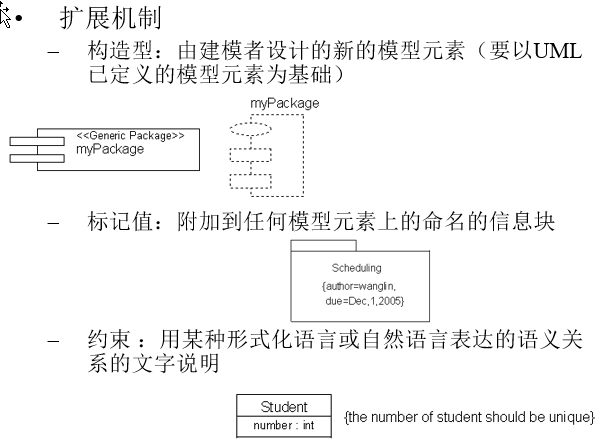 • 扩展机制
– 构造型：由建模者设计的新的模型元素（要以UML
已定义的模型元素为基础）
<<Generic Package>>
myPackage
myPackage
– 标记值：附加到任何模型元素上的命名的信息块
Scheduling
{author=wanglin,
due=Dec,1,2005}
– 约束 ：用某种形式化语言或自然语言表达的语义关
系的文字说明
Student
number : int
{the number of student should be unique}